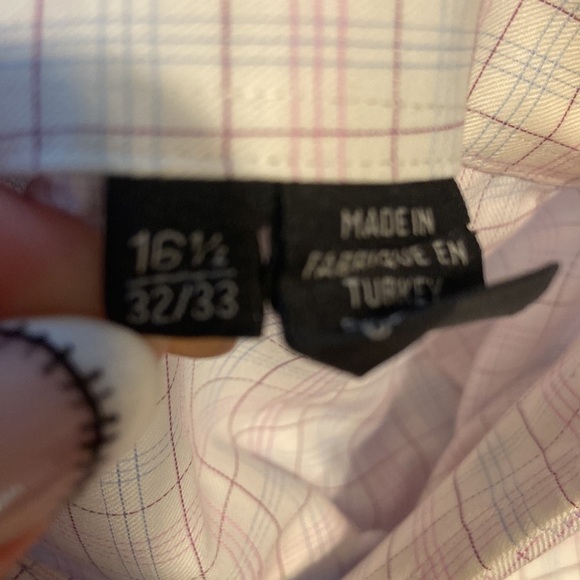 16½
32/33
MADE IN
FABRIQUE EN
TURKEY